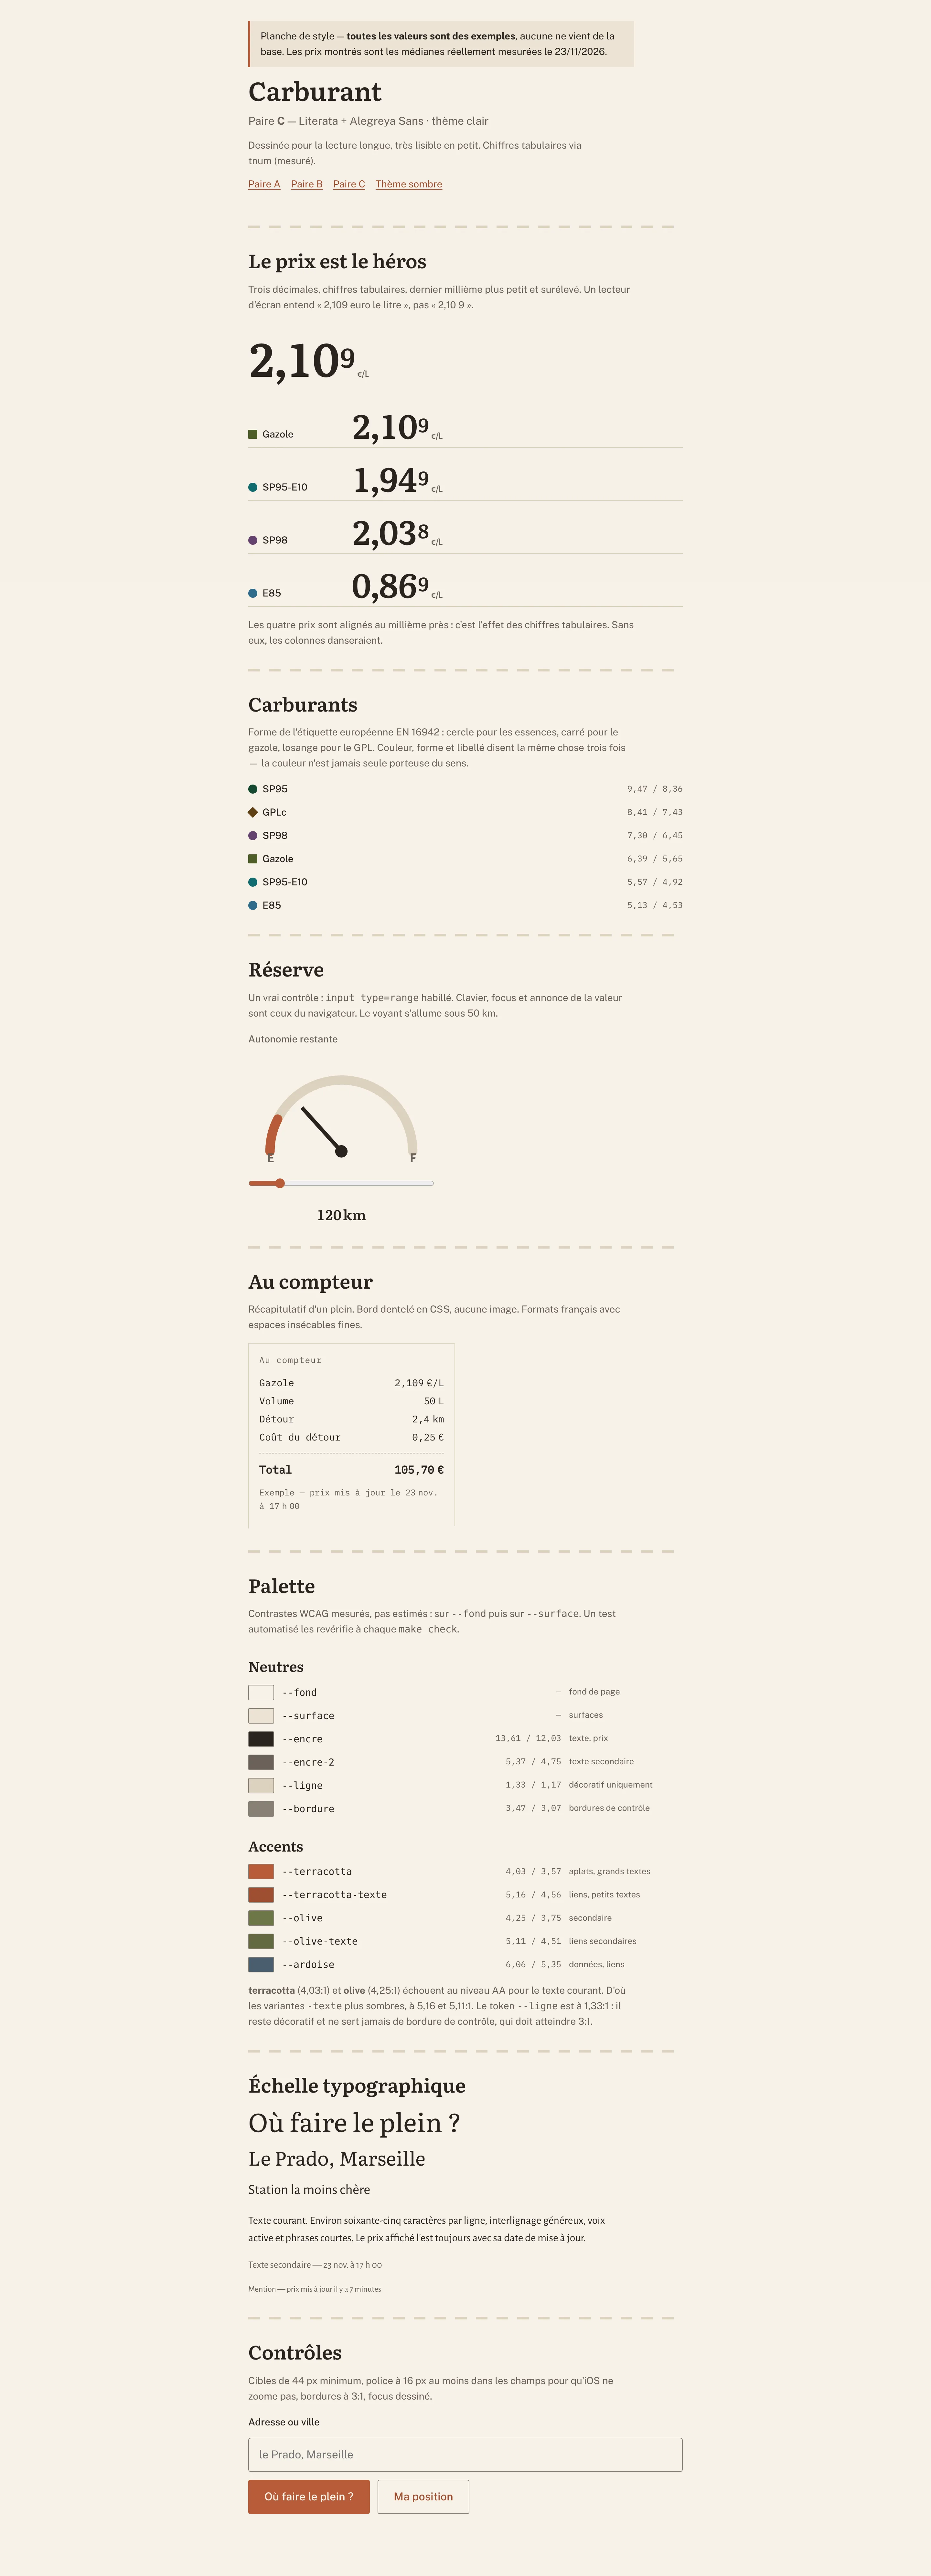 Planche de style — toutes les valeurs sont des exemples, aucune ne vient de la
base. Les prix montrés sont les médianes réellement mesurées le 23/11/2026.
Carburant
Paire C — Literata + Alegreya Sans · thème clair
Dessinée pour la lecture longue, très lisible en petit. Chiffres tabulaires via
tnum (mesuré).
Paire A Paire B Paire C Thème sombre
Le prix est le héros
Trois décimales, chiffres tabulaires, dernier millième plus petit et surélevé. Un lecteur
d'écran entend « 2,109 euro le litre », pas « 2,10 9 ».
2,109 €/L
Gazole 2,109 €/L
SP95-E10 1,949 €/L
SP98 2,038 €/L
E85 0,869 €/L
Les quatre prix sont alignés au millième près : c'est l'effet des chiffres tabulaires. Sans
eux, les colonnes danseraient.
Carburants
Forme de l'étiquette européenne EN 16942 : cercle pour les essences, carré pour le
gazole, losange pour le GPL. Couleur, forme et libellé disent la même chose trois fois
— la couleur n'est jamais seule porteuse du sens.
SP95 9,47 / 8,36
GPLc 8,41 / 7,43
SP98 7,30 / 6,45
Gazole 6,39 / 5,65
SP95-E10 5,57 / 4,92
E85 5,13 / 4,53
Réserve
Un vrai contrôle : input type=range habillé. Clavier, focus et annonce de la valeur
sont ceux du navigateur. Le voyant s'allume sous 50 km.
Autonomie restante
E F
120 km
Au compteur
Récapitulatif d'un plein. Bord dentelé en CSS, aucune image. Formats français avec
espaces insécables fines.
Au compteur
Gazole 2,109 €/L
Volume 50 L
Détour 2,4 km
Coût du détour 0,25 €
Total 105,70 €
Exemple — prix mis à jour le 23 nov.
à 17 h 00
Palette
Contrastes WCAG mesurés, pas estimés : sur --fond puis sur --surface. Un test
automatisé les revérifie à chaque make check.
Neutres
--fond — fond de page
--surface — surfaces
--encre 13,61 / 12,03 texte, prix
--encre-2 5,37 / 4,75 texte secondaire
--ligne 1,33 / 1,17 décoratif uniquement
--bordure 3,47 / 3,07 bordures de contrôle
Accents
--terracotta 4,03 / 3,57 aplats, grands textes
--terracotta-texte 5,16 / 4,56 liens, petits textes
--olive 4,25 / 3,75 secondaire
--olive-texte 5,11 / 4,51 liens secondaires
--ardoise 6,06 / 5,35 données, liens
terracotta (4,03:1) et olive (4,25:1) échouent au niveau AA pour le texte courant. D'où
les variantes -texte plus sombres, à 5,16 et 5,11:1. Le token --ligne est à 1,33:1 : il
reste décoratif et ne sert jamais de bordure de contrôle, qui doit atteindre 3:1.
Échelle typographique
Où faire le plein ?
Le Prado, Marseille
Station la moins chère
Texte courant. Environ soixante-cinq caractères par ligne, interlignage généreux, voix
active et phrases courtes. Le prix affiché l'est toujours avec sa date de mise à jour.
Texte secondaire — 23 nov. à 17 h 00
Mention — prix mis à jour il y a 7 minutes
Contrôles
Cibles de 44 px minimum, police à 16 px au moins dans les champs pour qu'iOS ne
zoome pas, bordures à 3:1, focus dessiné.
Adresse ou ville
le Prado, Marseille
Où faire le plein ? Ma position